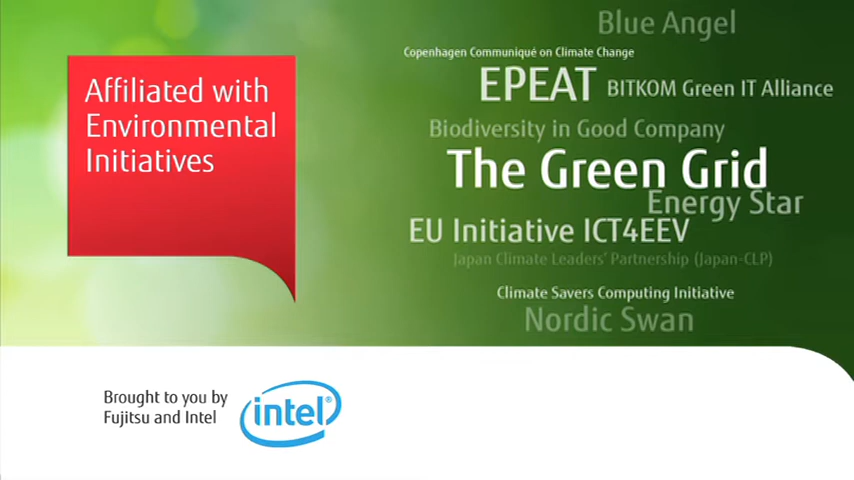 Affiliated with
Environmental
Initiatives
Blue Angel
Copenhagen Communiqué on Climate Change
EPEAT BITKOM Green IT Alliance
Biodiversity in Good Company
The Green Grid
Energy Star
EU Initiative ICT4EEV
Japan Climate Leaders' Partnership (Japan-CLP)
Climate Savers Computing Initiative
Nordic Swan
Brought to you by
Fujitsu and Intel
intel®